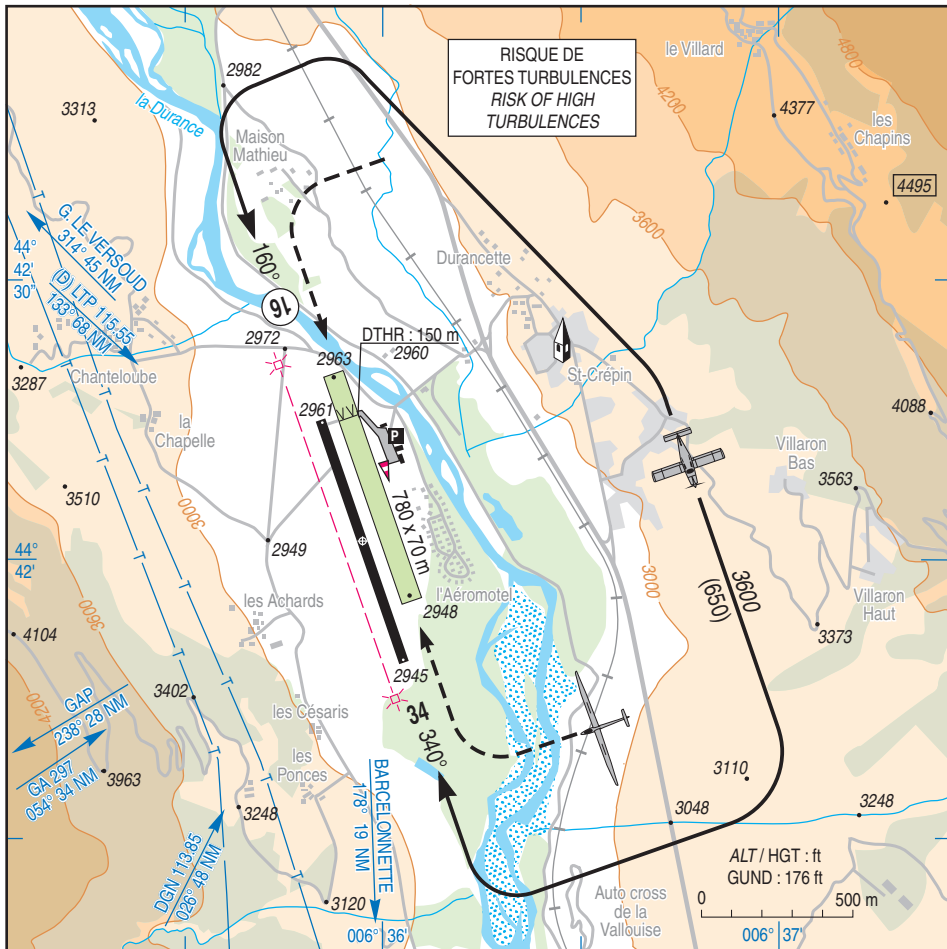 RISQUE DE
FORTES TURBULENCES
RISK OF HIGH
TURBULENCES
le Villard
4800
4200
4377
les
Chapins
4495
2982
3313
la Durance
Maison
Mathieu
3600
G. LE VERSOUD
314° 45 NM
(D) LTP 115.55
133° 68 NM
44°
42'
30"
160°
16
Durancette
DTHR : 150 m
2972
2963
2960
St-Crépin
3287
Chanteloube
2961
P
4088
la
Chapelle
Villaron
Bas
3563
3510
3000
780 x 70 m
2949
44°
42'
3600
(650)
3000
l'Aéromotel
2948
Villaron
Haut
les Achards
3373
4104
3600
2945
4200
GAP
238° 28 NM
3402
34
340°
les Césaris
GA 297
054° 34 NM
3963
les
Ponces
3110
BARCELONNETTE
178° 19 NM
3248
3048
3248
DGN 113.85
026° 48 NM
ALT / HGT : ft
GUND : 176 ft
3120
Auto cross
de la
Vallouise
0 500 m
006° 36'
006° 37'